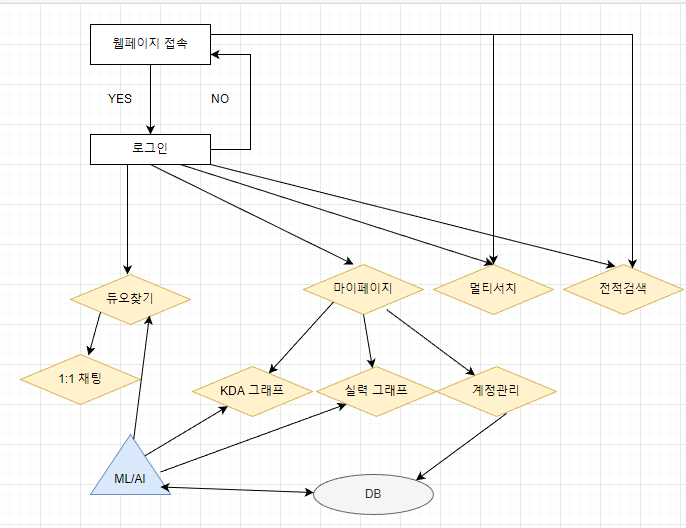 웹페이지 접속
YES
NO
로그인
듀오찾기
마이페이지
멀티서치
전적검색
1:1 채팅
KDA 그래프
실력 그래프
계정관리
ML/AI
DB